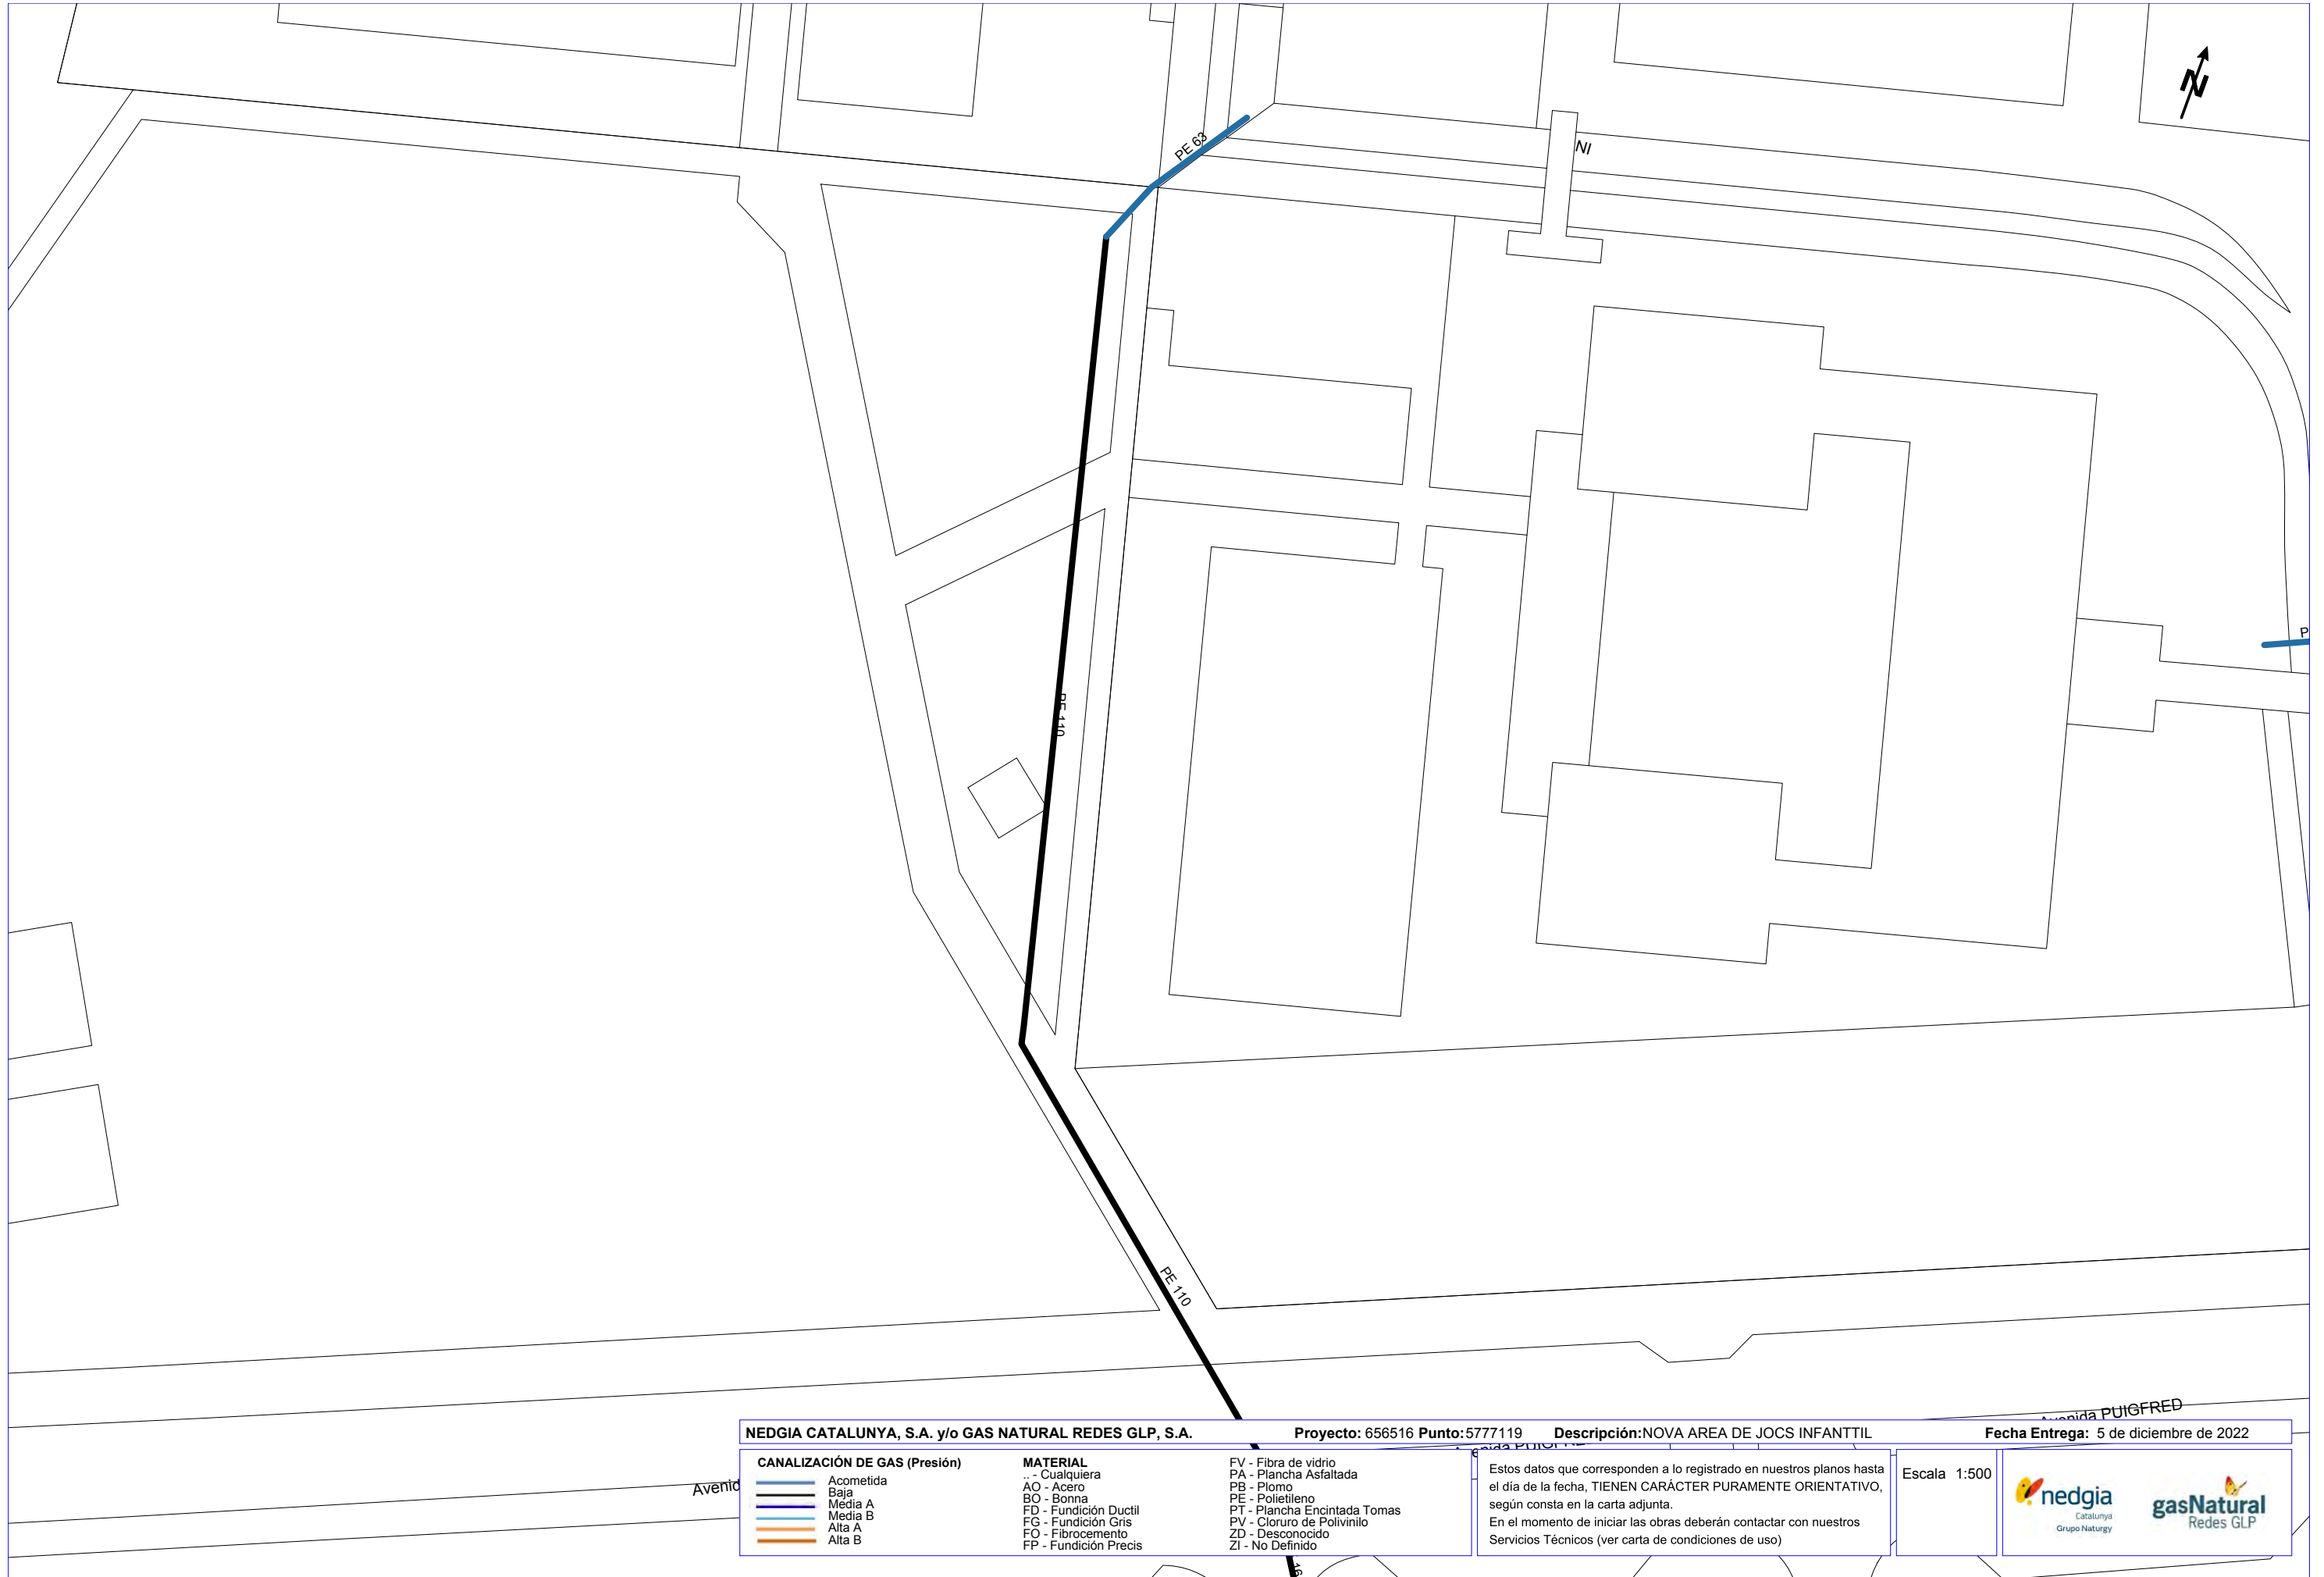 N
PE 63
NI
P
PE 110
PE 110
Avenida PUIGFRED
NEDGIA CATALUNYA, S.A. y/o GAS NATURAL REDES GLP, S.A. Proyecto: 656516 Punto:5777119 Descripción:NOVA AREA DE JOCS INFANTTIL Fecha Entrega: 5 de diciembre de 2022
CANALIZACIÓN DE GAS (Presión)
Acometida
Baja
Media A
Media B
Alta A
Alta B
MATERIAL
.. - Cualquiera
AO - Acero
BO - Bonna
FD - Fundición Ductil
FG - Fundición Gris
FO - Fibrocemento
FP - Fundición Precis
FV - Fibra de vidrio
PA - Plancha Asfaltada
PB - Plomo
PE - Polietileno
PT - Plancha Encintada Tomas
PV - Cloruro de Polivinilo
ZD - Desconocido
ZI - No Definido
Estos datos que corresponden a lo registrado en nuestros planos hasta
el día de la fecha, TIENEN CARÁCTER PURAMENTE ORIENTATIVO,
según consta en la carta adjunta.
En el momento de iniciar las obras deberán contactar con nuestros
Servicios Técnicos (ver carta de condiciones de uso)
Escala 1:500
nedgia
Catalunya
Grupo Naturgy
gasNatural
Redes GLP
Avenid
16